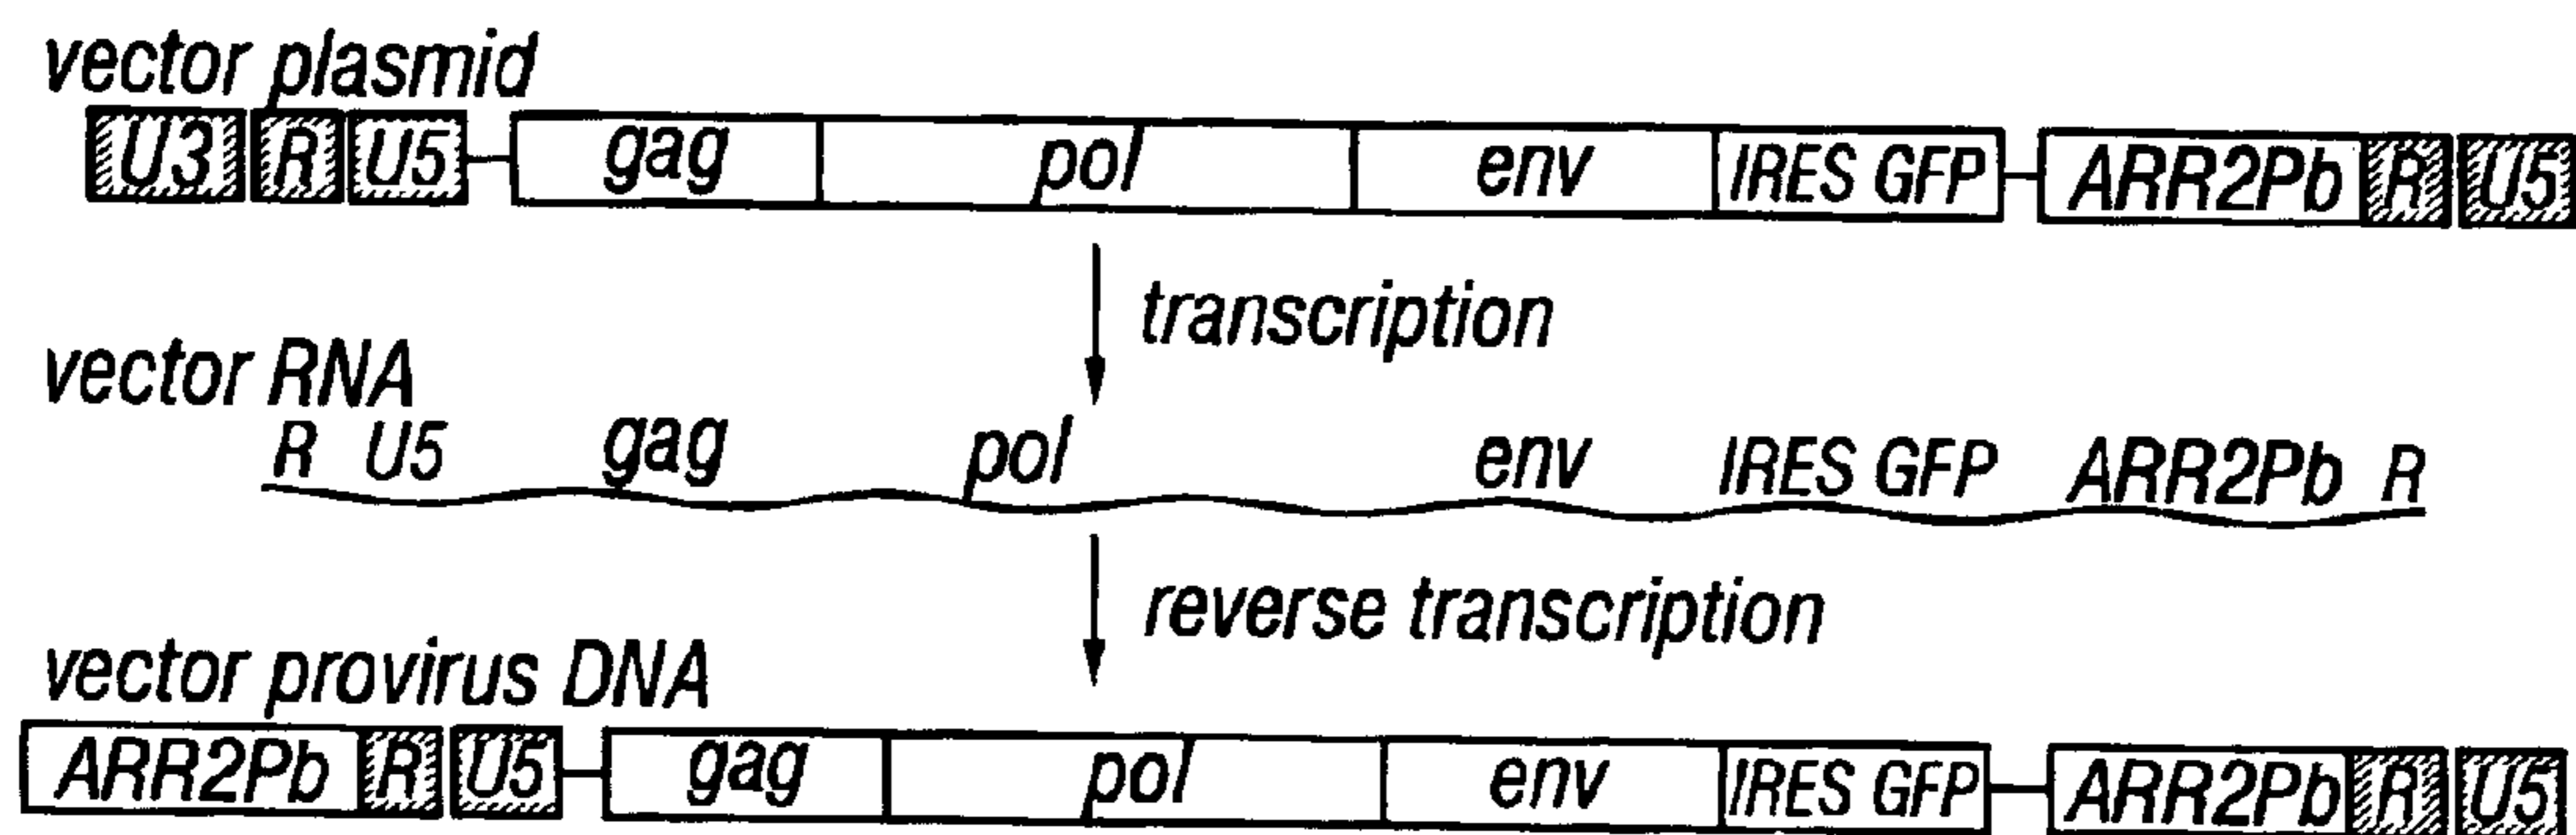 vector plasmid
U3 R U5 gag pol env IRES GFP ARR2Pb R U5
transcription
vector RNA
R U5 gag pol env IRES GFP ARR2Pb R
reverse transcription
vector provirus DNA
ARR2Pb R U5 gag pol env IRES GFP ARR2Pb R U5